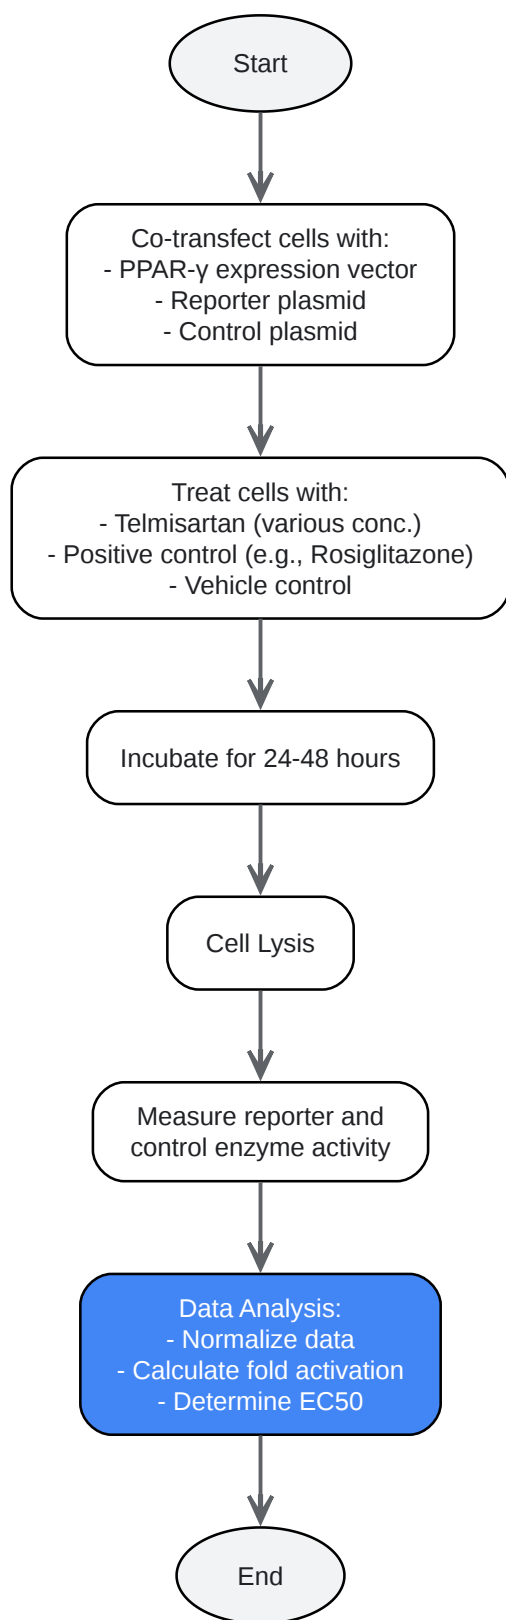 Start
Co-transfect cells with:
- PPAR-γ expression vector
- Reporter plasmid
- Control plasmid
Treat cells with:
- Telmisartan (various conc.)
- Positive control (e.g., Rosiglitazone)
- Vehicle control
Incubate for 24-48 hours
Cell Lysis
Measure reporter and
control enzyme activity
Data Analysis:
- Normalize data
- Calculate fold activation
- Determine EC50
End